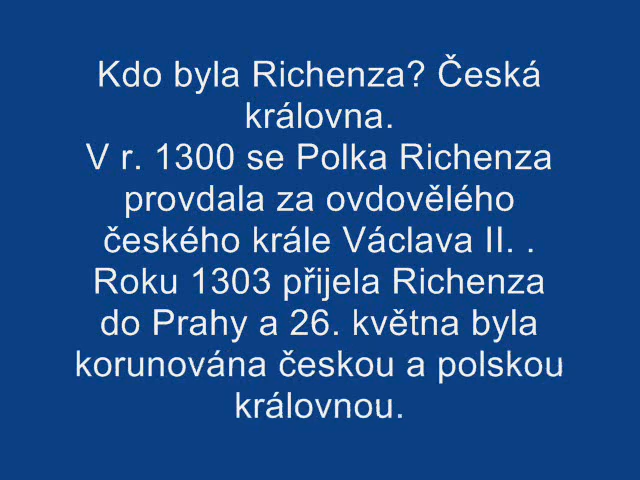 Kdo byla Richenza? Česká
královna.
V r. 1300 se Polka Richenza
provdala za ovdovělého
českého krále Václava II. .
Roku 1303 přijela Richenza
do Prahy a 26. května byla
korunována českou a polskou
královnou.